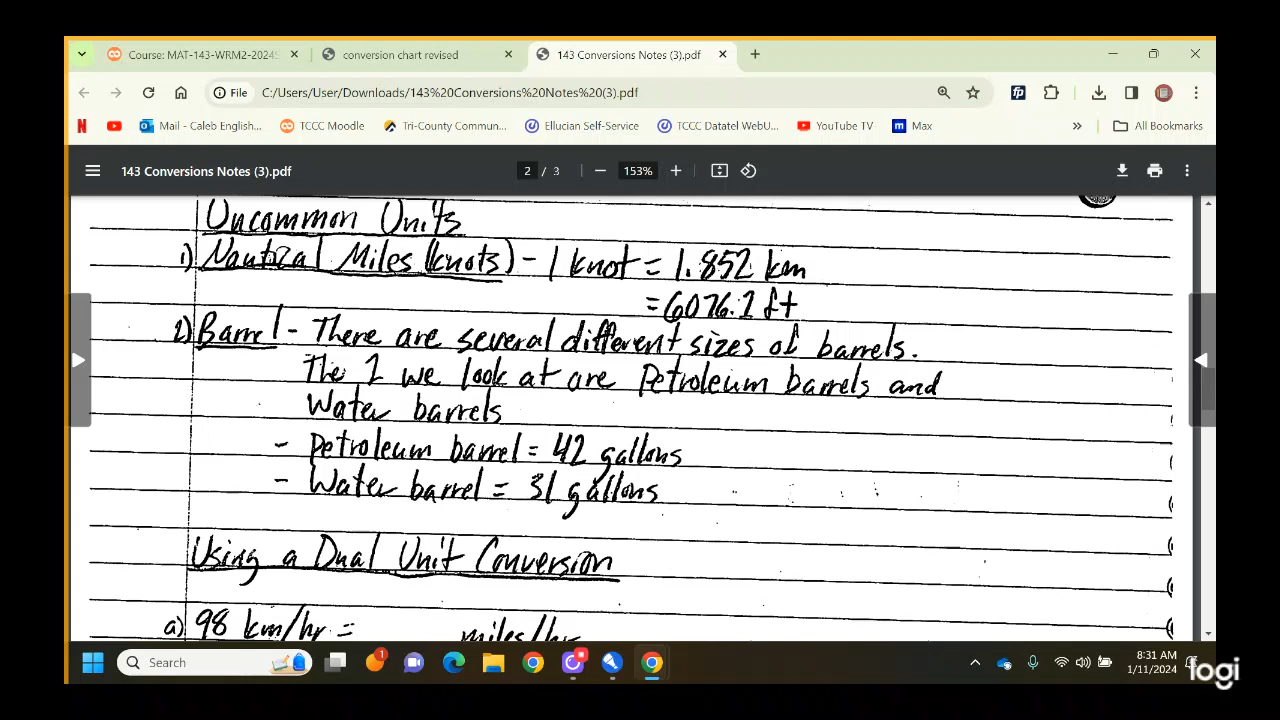 Course: MAT-143-WRM2-2024S
conversion chart revised
143 Conversions Notes (3).pdf
File
C:/Users/User/Downloads/143%20Conversions%20Notes%20(3).pdf
Mail - Caleb English...
TCCC Moodle
Tri-County Commun...
Ellucian Self-Service
TCCC Datatel WebU...
YouTube TV
Max
All Bookmarks
143 Conversions Notes (3).pdf
2 / 3
153%
Uncommon Units
1) Nautical Miles (knots) - 1 knot = 1.852 km
= 6076.1 ft
2) Barrel - There are several different sizes of barrels.
The 2 we look at are Petroleum barrels and
Water barrels
- Petroleum barrel = 42 gallons
- Water barrel = 31 gallons
Using a Dual Unit Conversion
a) 98 km/hr = miles/hr
Search
1
8:31 AM
1/11/2024
logi